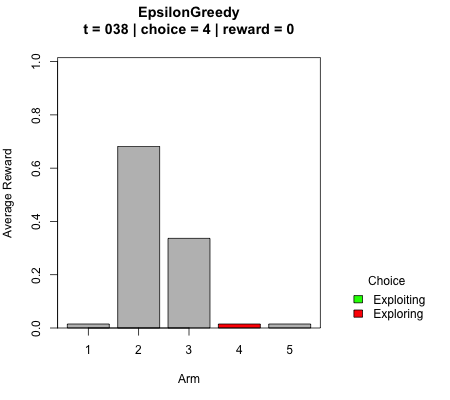 EpsilonGreedy
t = 038 | choice = 4 | reward = 0
Average Reward
1.0
0.8
0.6
0.4
0.2
0.0
1 2 3 4 5
Arm
Choice
Exploiting
Exploring